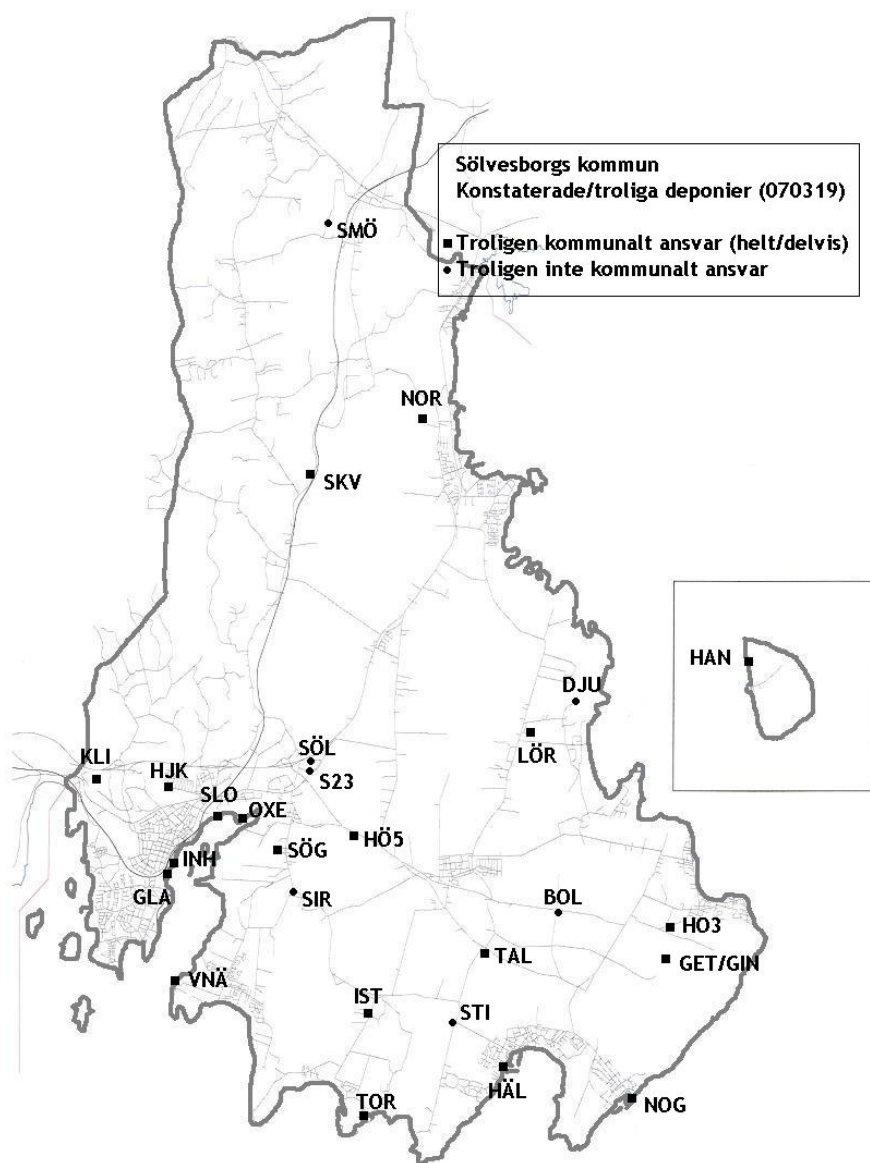 Sölvesborgs kommun
Konstaterade/troliga deponier (070319)
Troligen kommunalt ansvar (helt/delvis)
Troligen inte kommunalt ansvar
SMÖ
NOR
SKV
HAN
DJU
LÖR
SÖL
KLI
HJK
S23
SLO
OXE
HÖ5
SÖG
INH
GLA
SIR
BOL
HO3
TAL
GET/GIN
VNÄ
IST
STI
HÄL
TOR
NOG